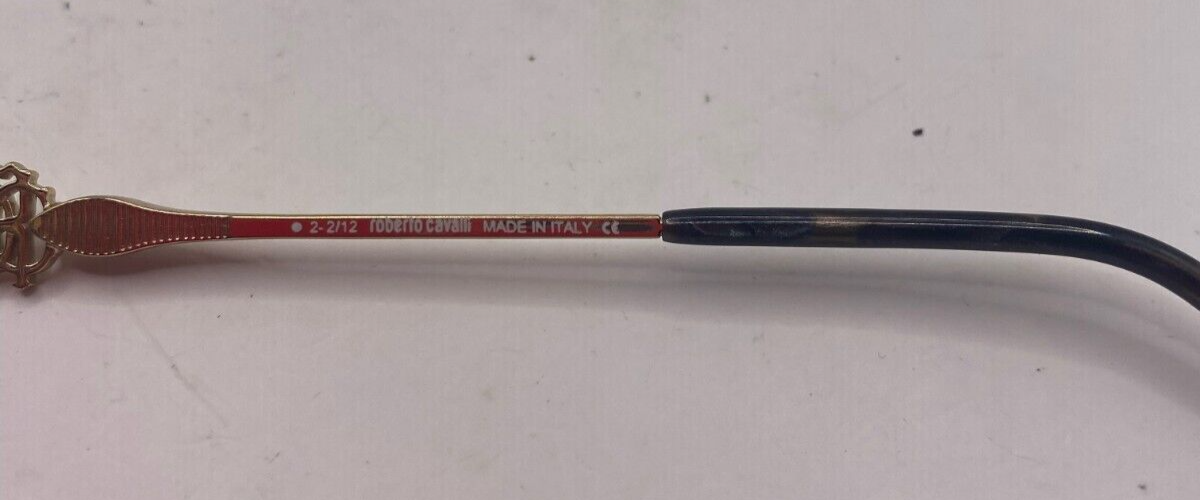 2-2/12 roberto cavalli MADE IN ITALY CE